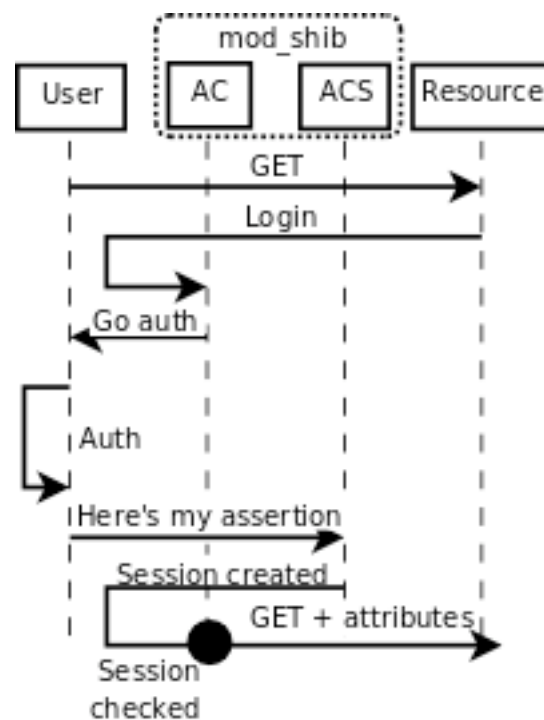 mod_shib
User
AC
ACS
Resource
GET
Login
Go auth
Auth
Here's my assertion
Session created
GET + attributes
Session
checked